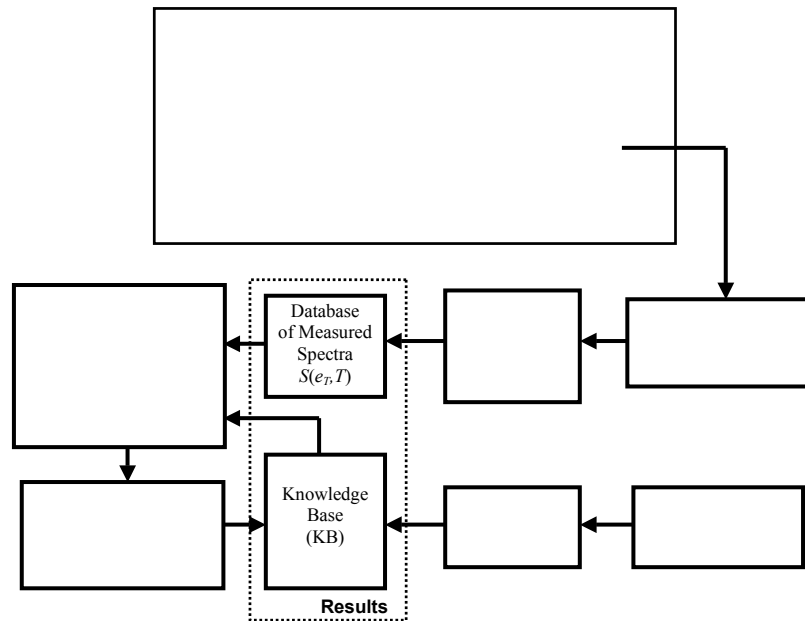 Database
of Measured
Spectra
S(e_T,T)
Knowledge
Base
(KB)
Results